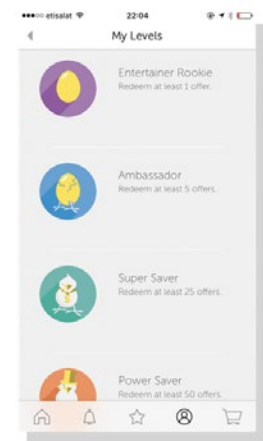 etisalat
22:04
My Levels
Entertainer Rookie
Redeem at least 1 offer.
Ambassador
Redeem at least 5 offers.
Super Saver
Redeem at least 25 offers.
Power Saver
Redeem at least 50 offers.